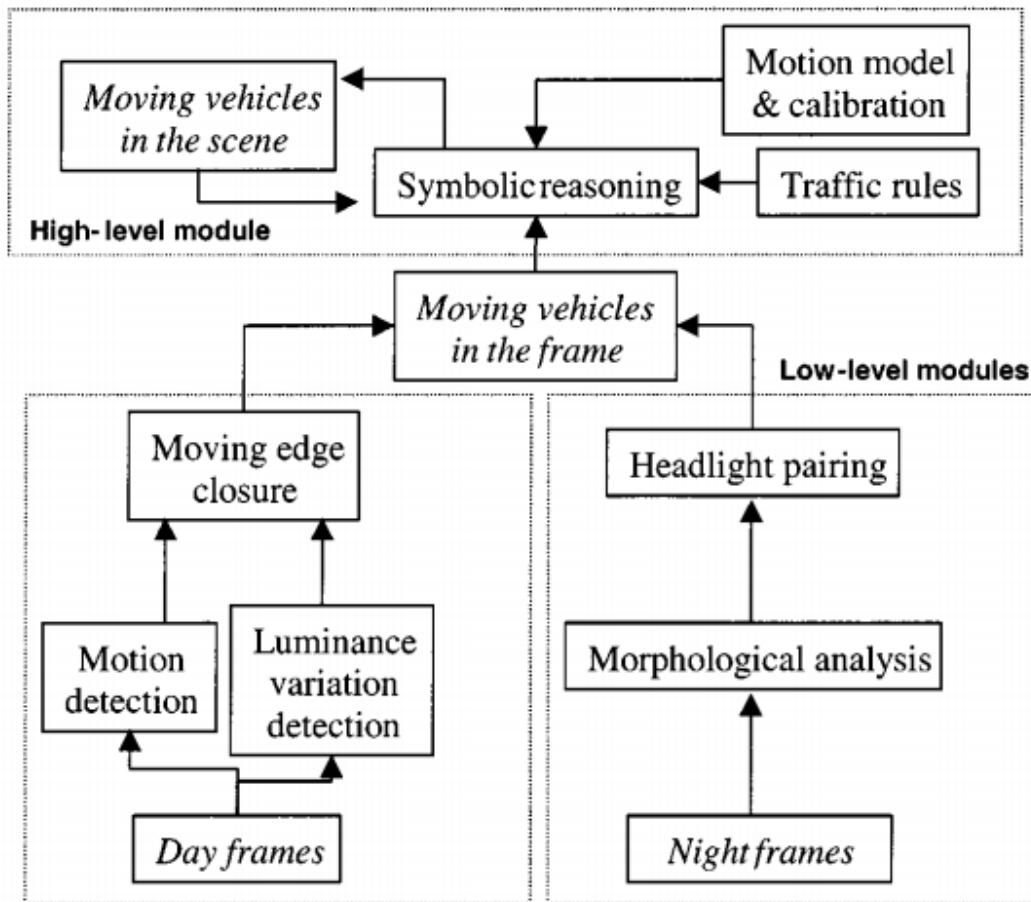 Motion model
& calibration
Moving vehicles
in the scene
Symbolic reasoning
Traffic rules
High-level module
Moving vehicles
in the frame
Low-level modules
Moving edge
closure
Headlight pairing
Motion
detection
Luminance
variation
detection
Morphological analysis
Day frames
Night frames